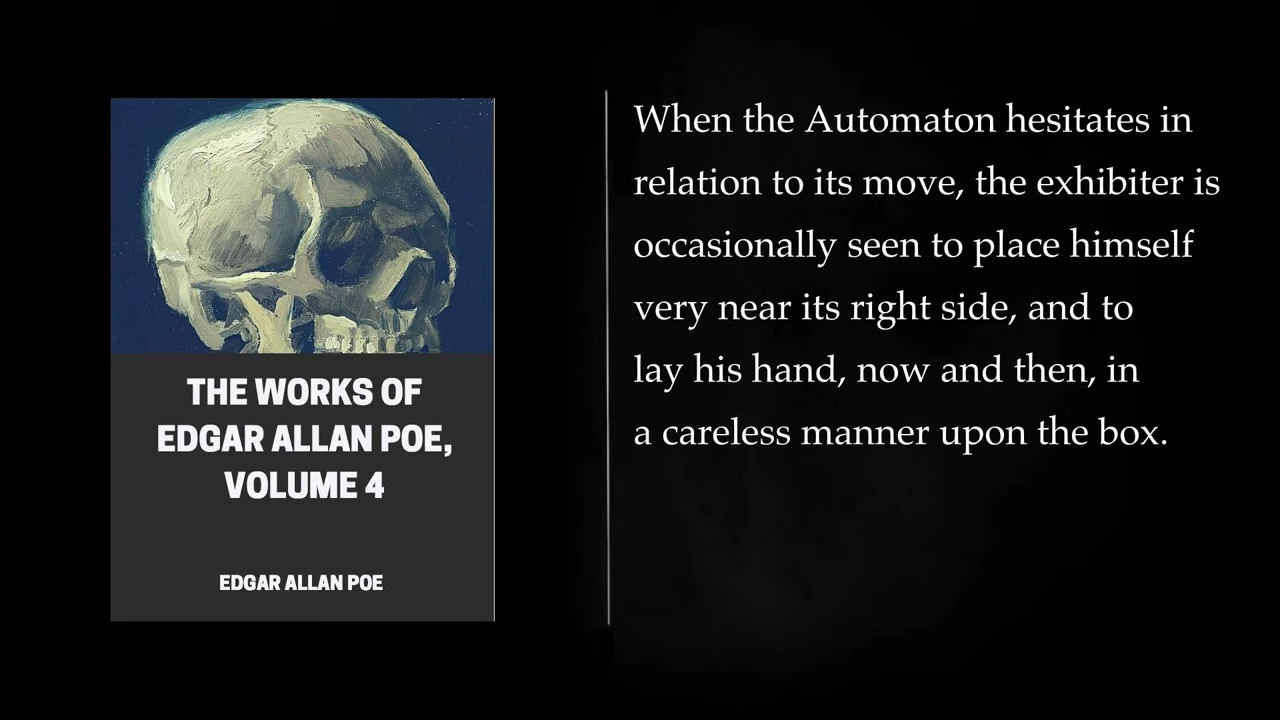 THE WORKS OF
EDGAR ALLAN POE,
VOLUME 4
EDGAR ALLAN POE
When the Automaton hesitates in
relation to its move, the exhibiter is
occasionally seen to place himself
very near its right side, and to
lay his hand, now and then, in
a careless manner upon the box.